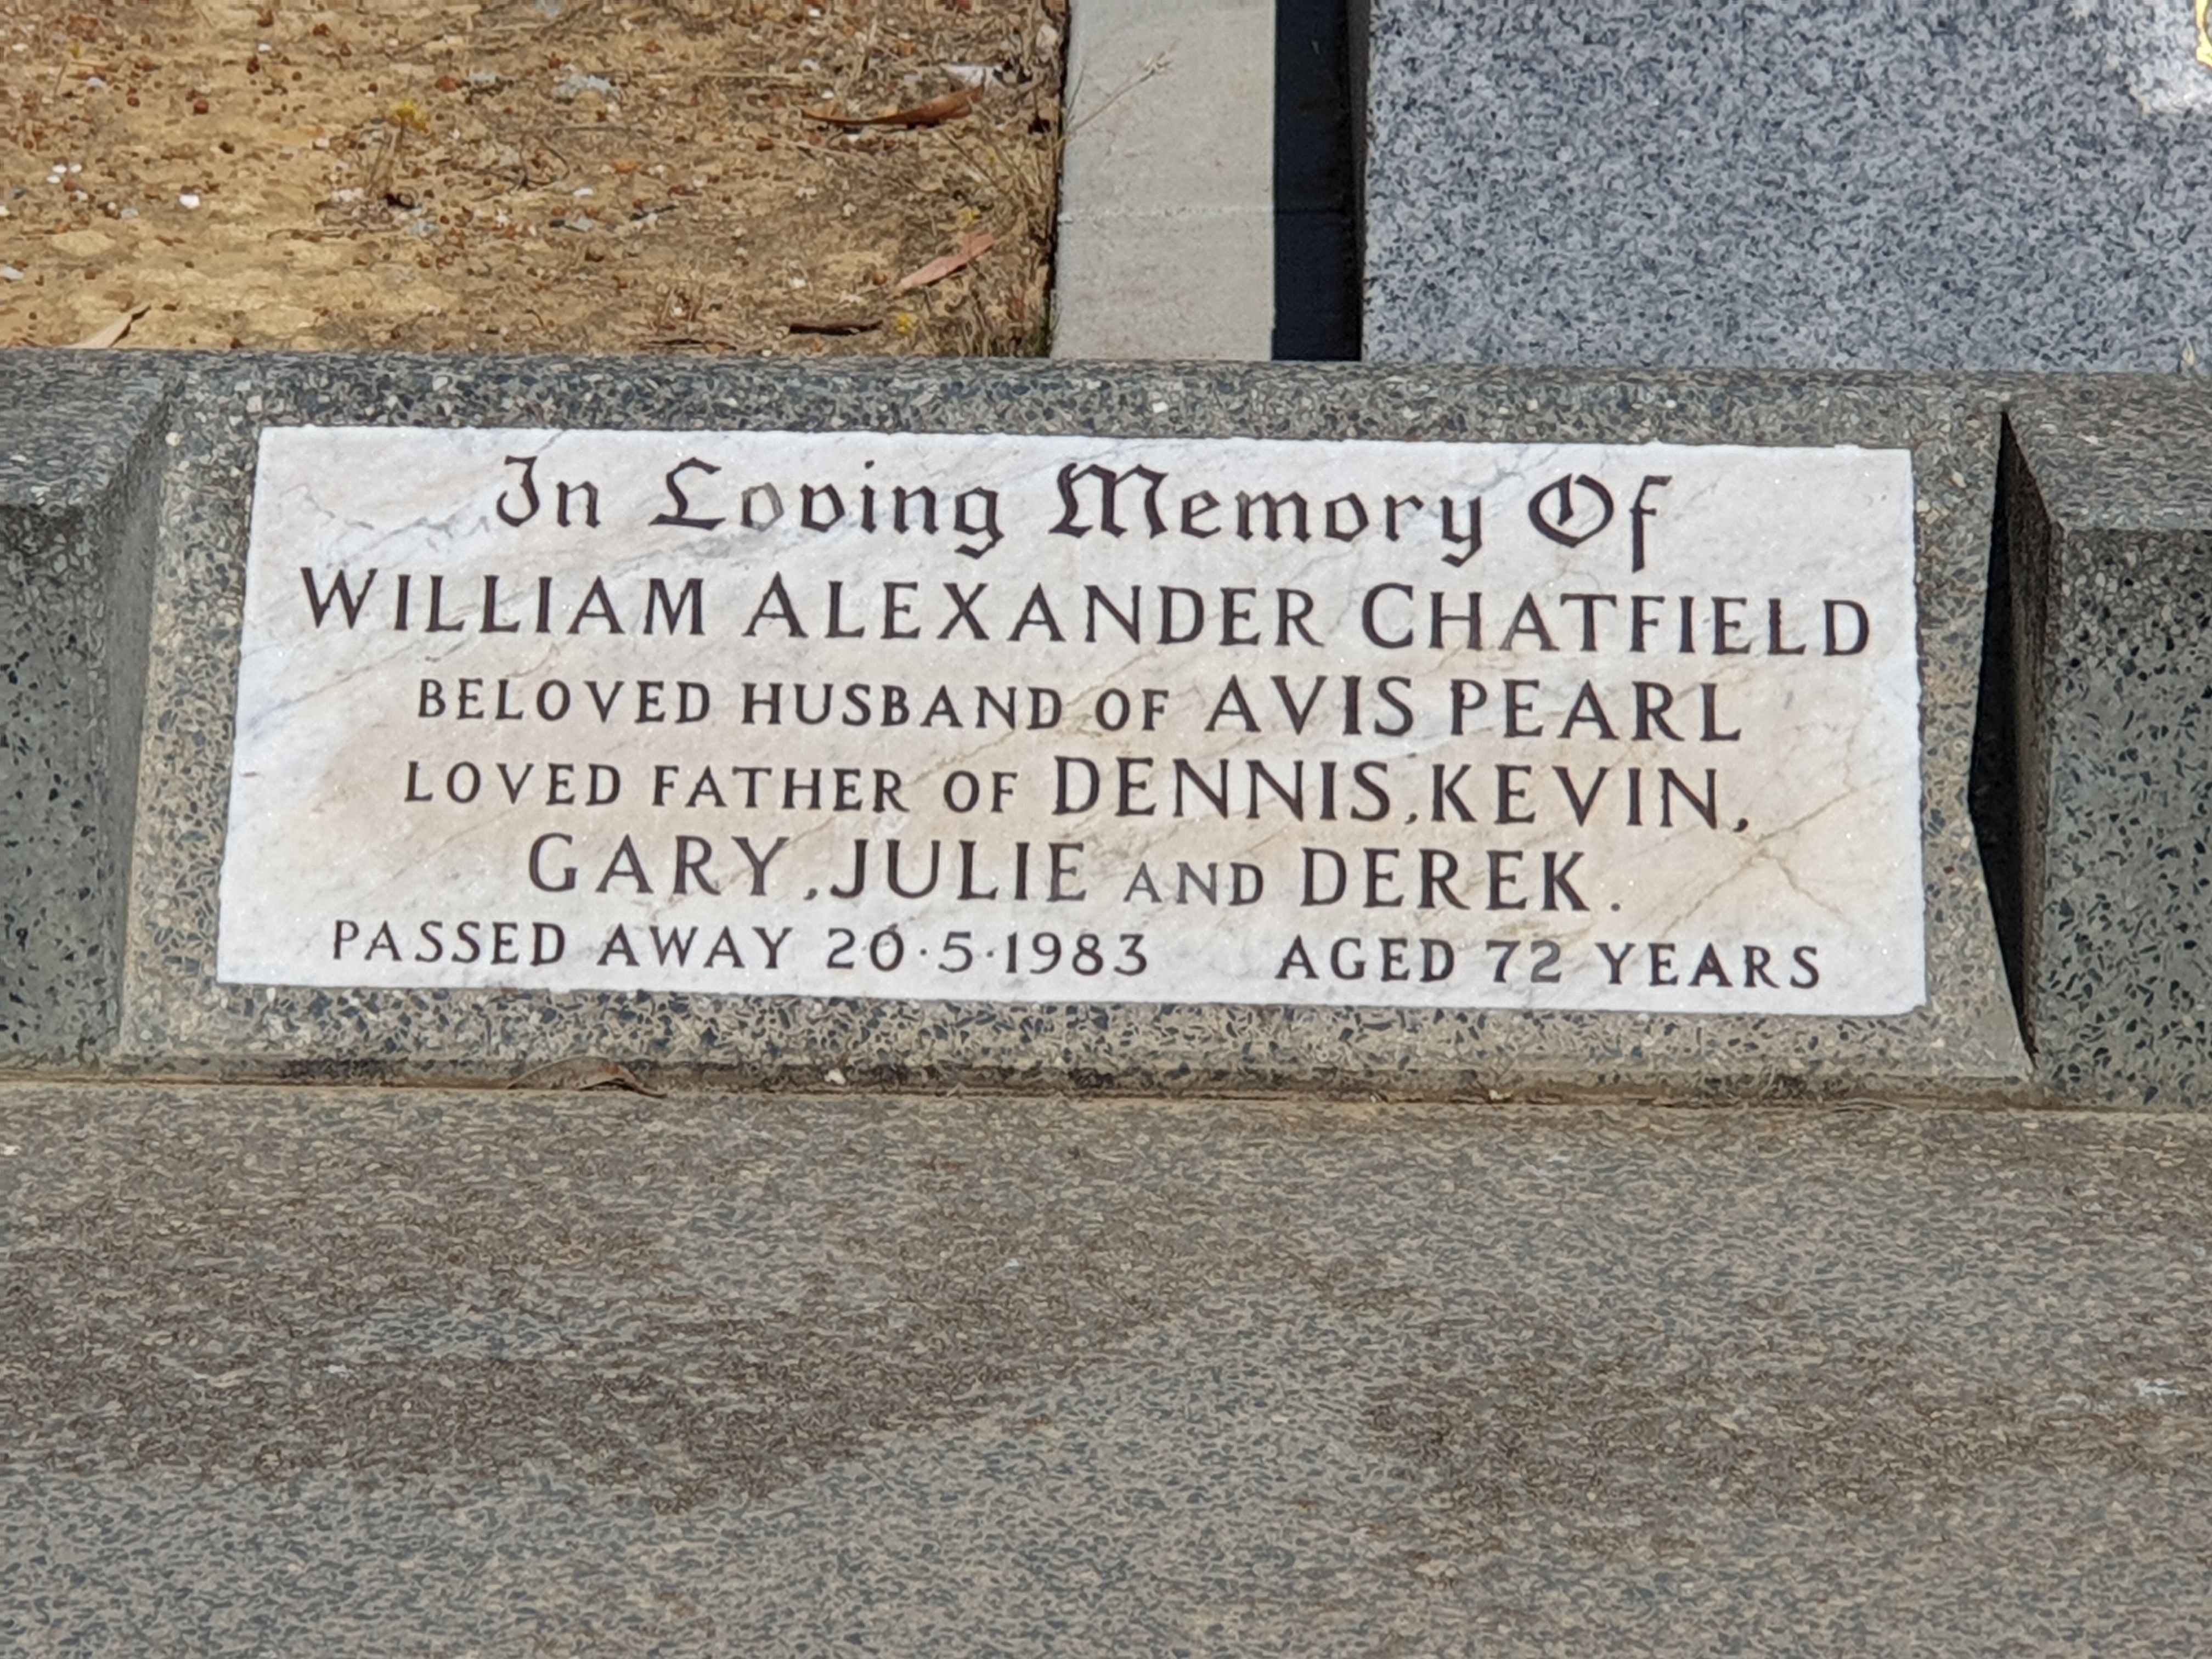 In Loving Memory Of
WILLIAM ALEXANDER CHATFIELD
BELOVED HUSBAND OF AVIS PEARL
LOVED FATHER OF DENNIS, KEVIN,
GARY, JULIE AND DEREK.
PASSED AWAY 20·5·1983 AGED 72 YEARS